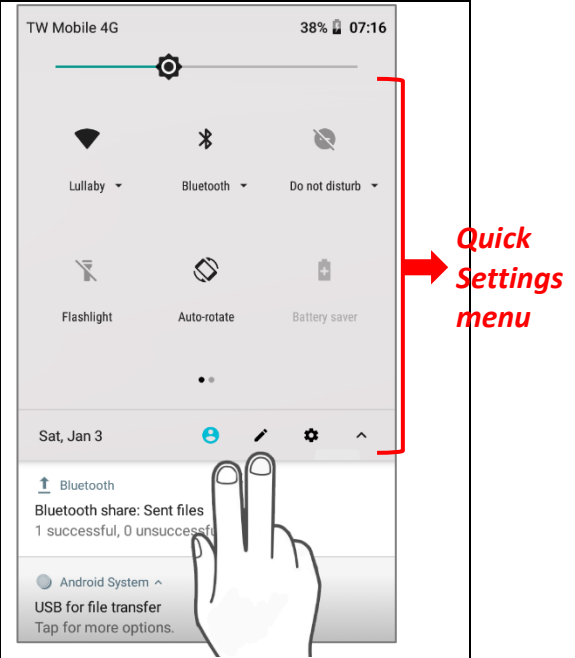 TW Mobile 4G 38% 07:16
Lullaby Bluetooth Do not disturb
Flashlight Auto-rotate Battery saver
Sat, Jan 3
Bluetooth
Bluetooth share: Sent files
1 successful, 0 unsuccessfu
Android System
USB for file transfer
Tap for more options.
Quick
Settings
menu